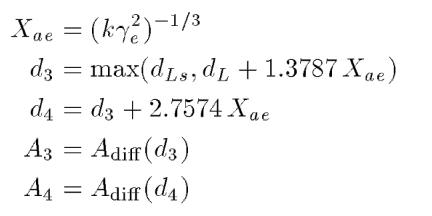 X_{ae} = (kγ_e^2)^{-1/3}
d_3 = max(d_{Ls}, d_L + 1.3787 X_{ae})
d_4 = d_3 + 2.7574 X_{ae}
A_3 = A_{diff}(d_3)
A_4 = A_{diff}(d_4)